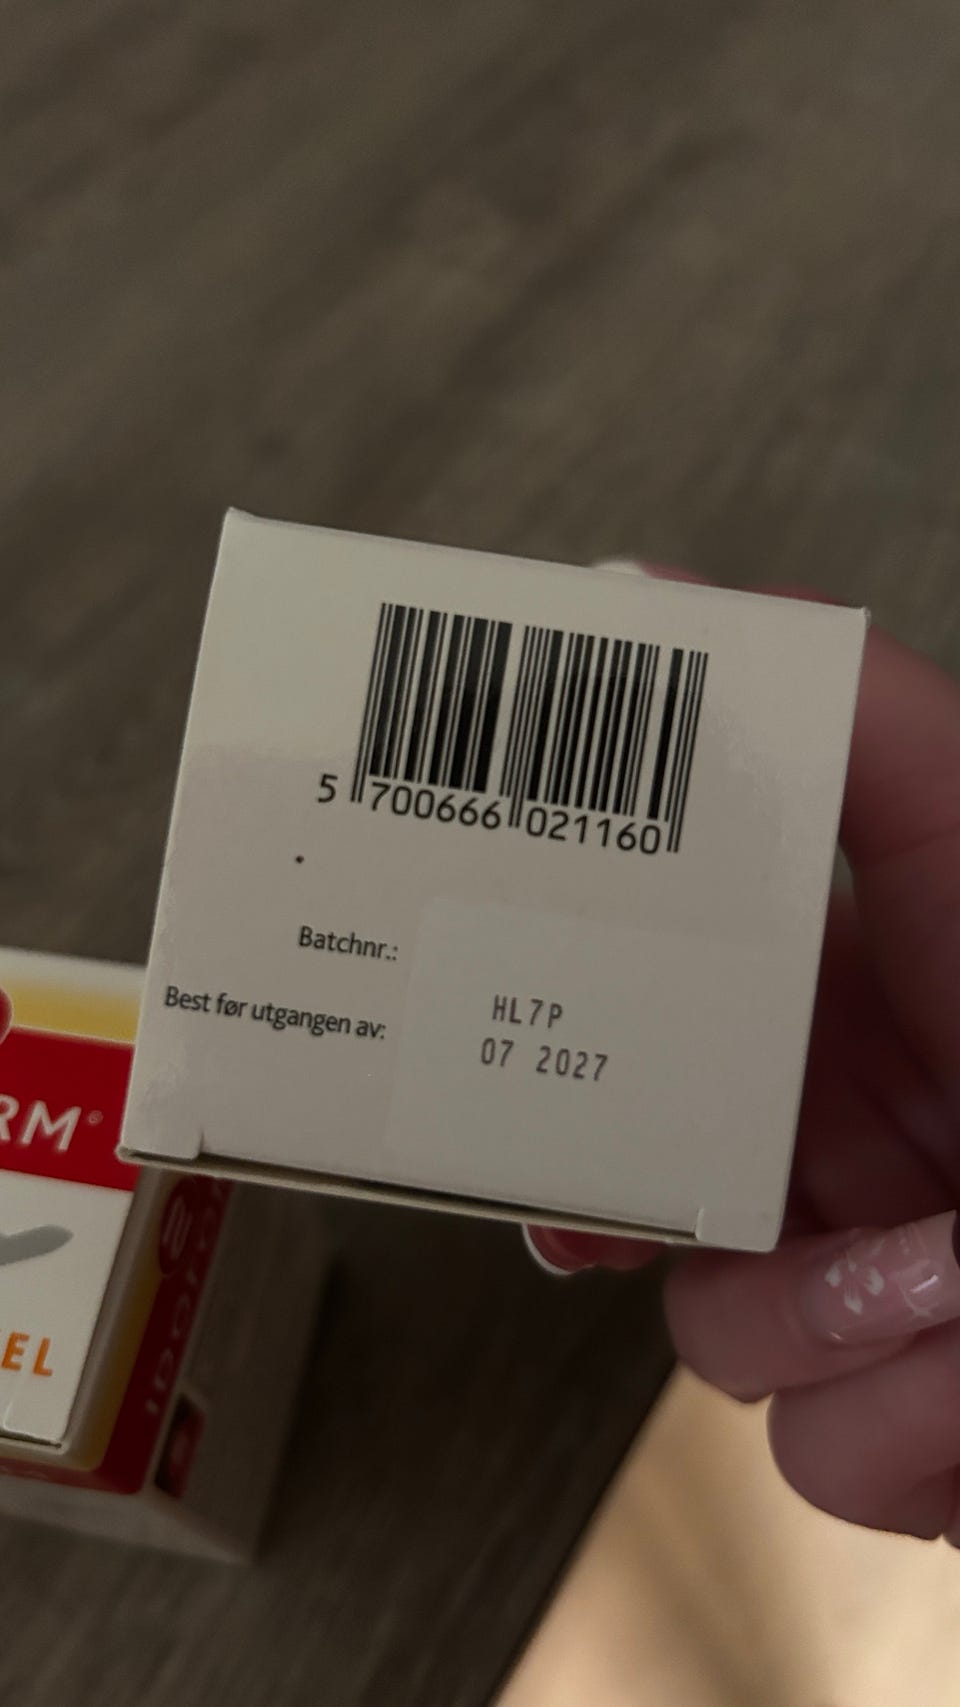 5 700666 021160
Batchnr.:
HL7P
Best før utgangen av:
07 2027
RM®
EL